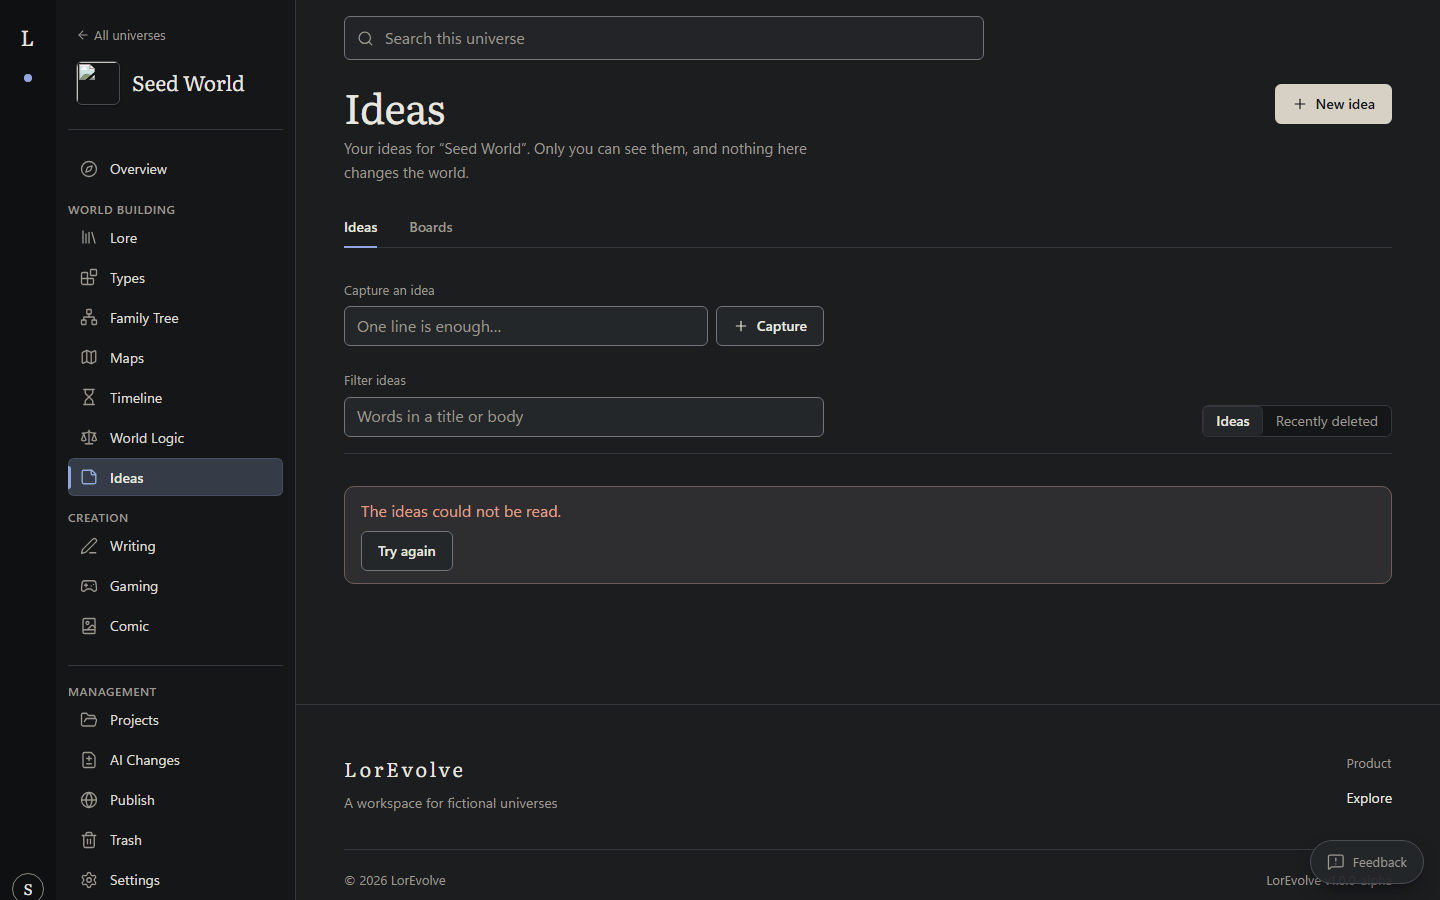 L
All universes
Seed World
Overview
WORLD BUILDING
Lore
Types
Family Tree
Maps
Timeline
World Logic
Ideas
CREATION
Writing
Gaming
Comic
MANAGEMENT
Projects
AI Changes
Publish
Trash
Settings
S
Search this universe
Ideas
New idea
Your ideas for “Seed World”. Only you can see them, and nothing here
changes the world.
Ideas Boards
Capture an idea
One line is enough...
Capture
Filter ideas
Words in a title or body
Ideas Recently deleted
The ideas could not be read.
Try again
LorEvolve
A workspace for fictional universes
Product
Explore
Feedback
© 2026 LorEvolve
LorEvolve v1.0.0-alpha